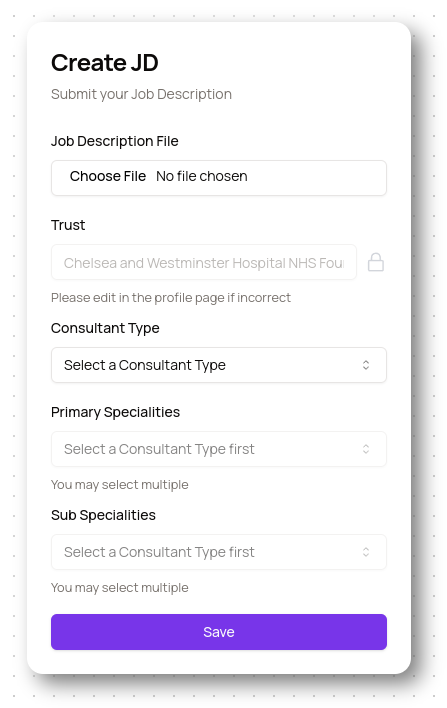 Create JD
Submit your Job Description
Job Description File
Choose File No file chosen
Trust
Chelsea and Westminster Hospital NHS
Please edit in the profile page if incorrect
Consultant Type
Select a Consultant Type
Primary Specialities
Select a Consultant Type first
You may select multiple
Sub Specialities
Select a Consultant Type first
You may select multiple
Save